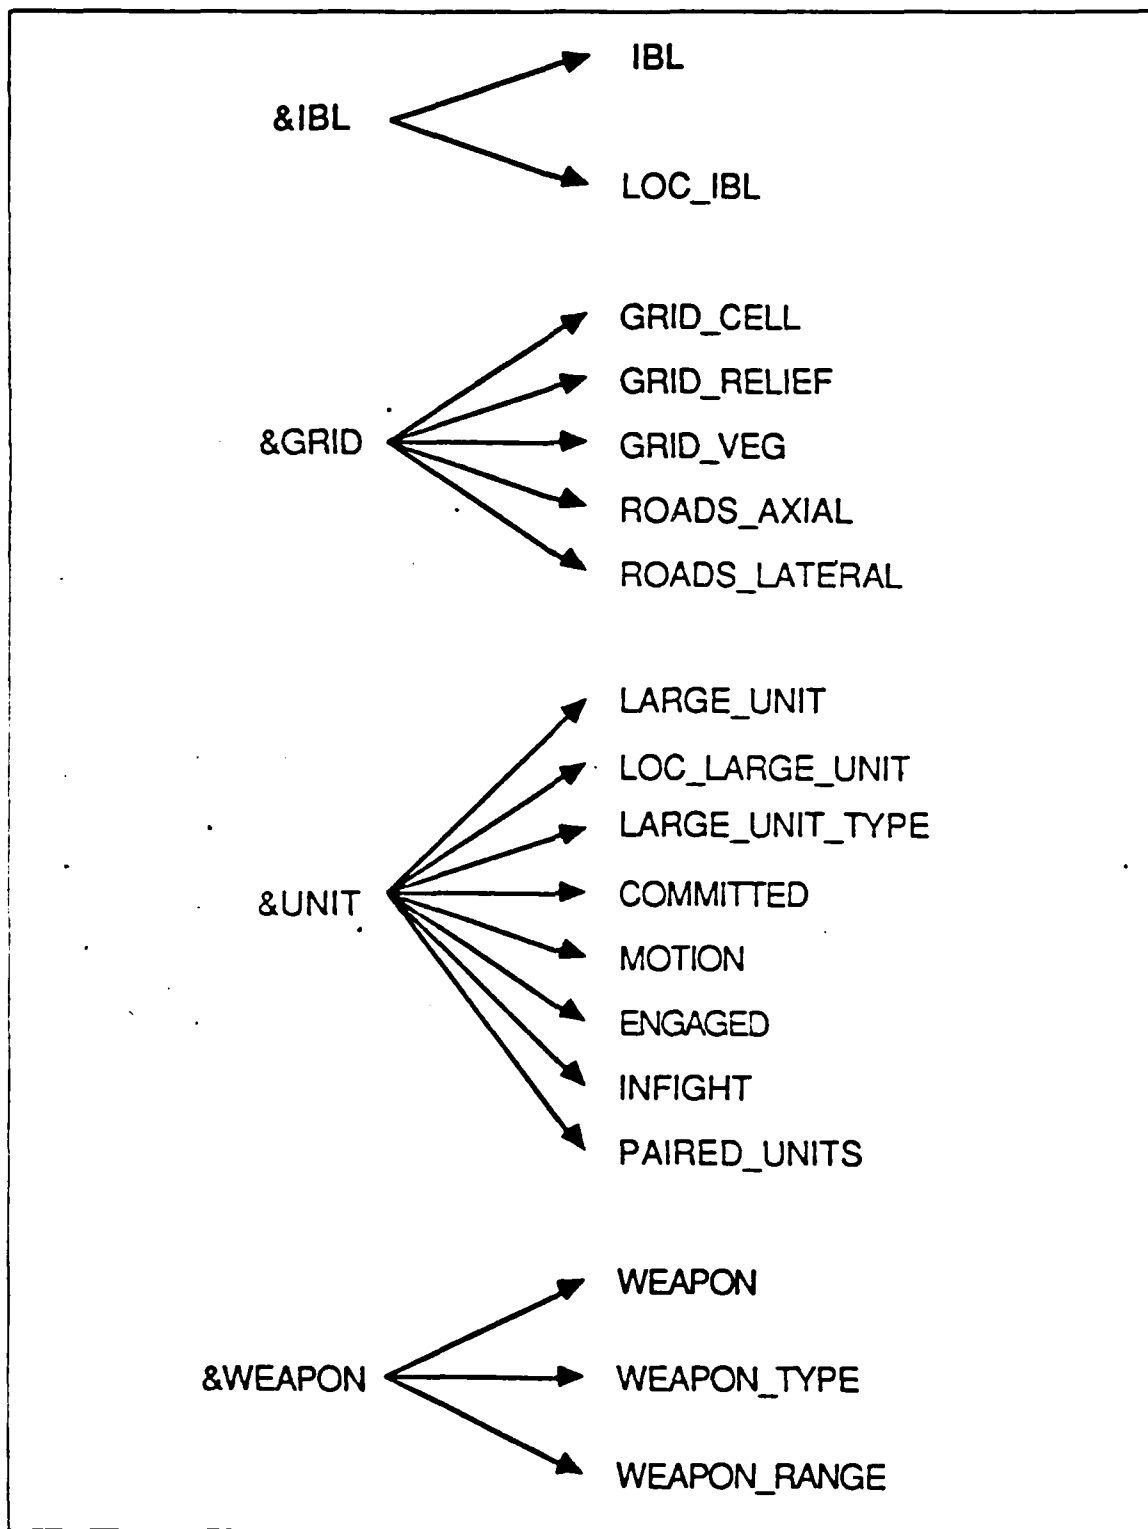 IBL
&IBL
LOC_IBL
GRID_CELL
GRID_RELIEF
&GRID
GRID_VEG
ROADS_AXIAL
ROADS_LATERAL
LARGE_UNIT
LOC_LARGE_UNIT
LARGE_UNIT_TYPE
&UNIT
COMMITTED
MOTION
ENGAGED
INFIGHT
PAIRED_UNITS
WEAPON
&WEAPON
WEAPON_TYPE
WEAPON_RANGE